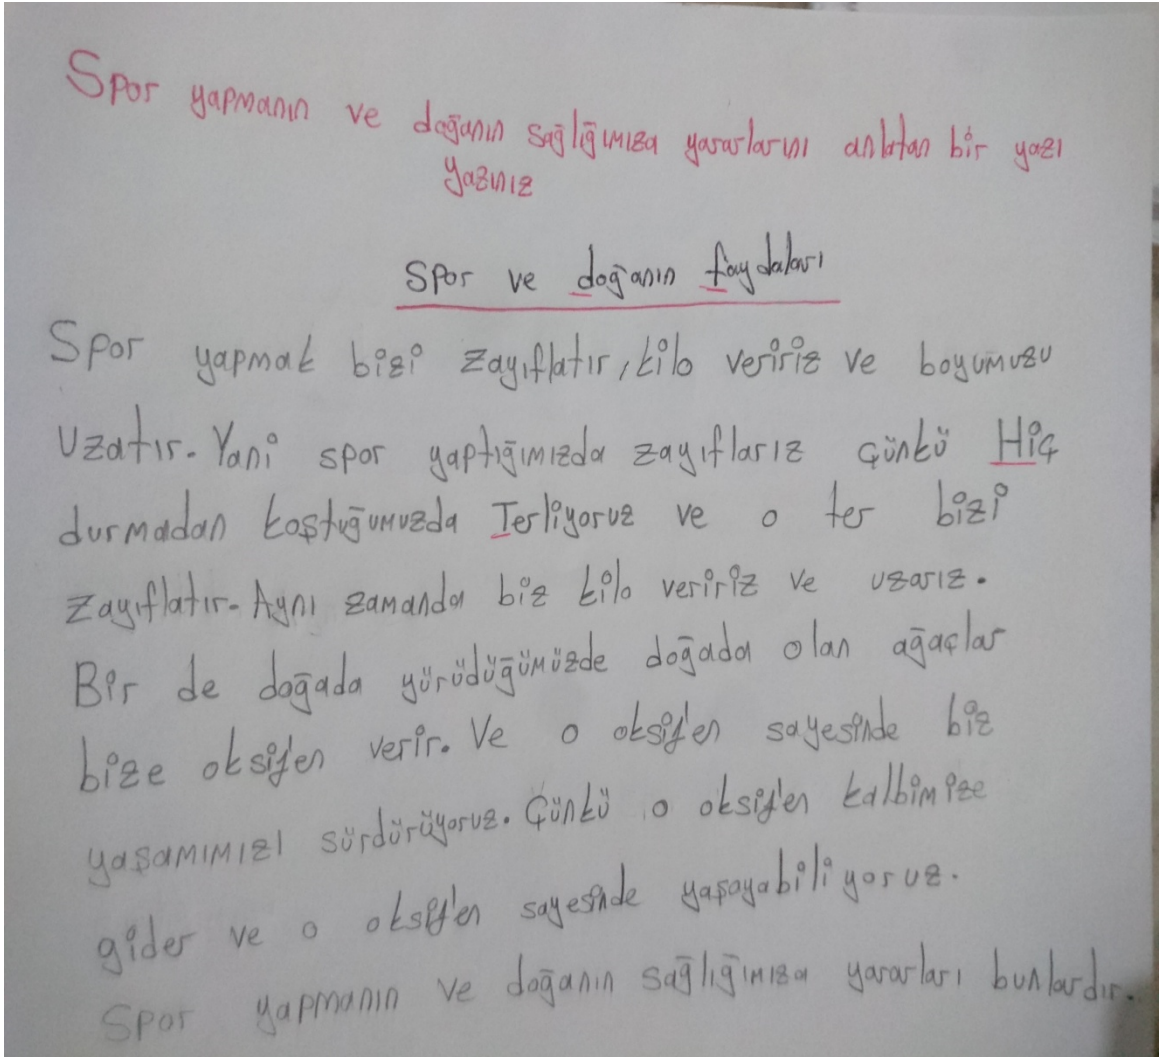 Spor yapmanın ve doğanın sağlığımıza yararlarını anlatan bir yazı
yazınız
Spor ve doğanın faydaları
Spor yapmak bizi zayıflatır, kilo veririz ve boyumuzu
uzatır. Yani spor yaptığımızda zayıflarız çünkü Hiç
durmadan koştuğumuzda Terliyoruz ve o ter bizi
zayıflatır. Aynı zamanda biz kilo veririz ve uzarız.
Bir de doğada yürüdüğümüzde doğada olan ağaçlar
bize oksijen verir. Ve o oksijen sayesinde biz
yaşamımızı sürdürüyoruz. Çünkü o oksijen kalbimize
gider ve o oksijen sayesinde yaşayabiliyoruz.
Spor yapmanın ve doğanın sağlığımıza yararları bunlardır.